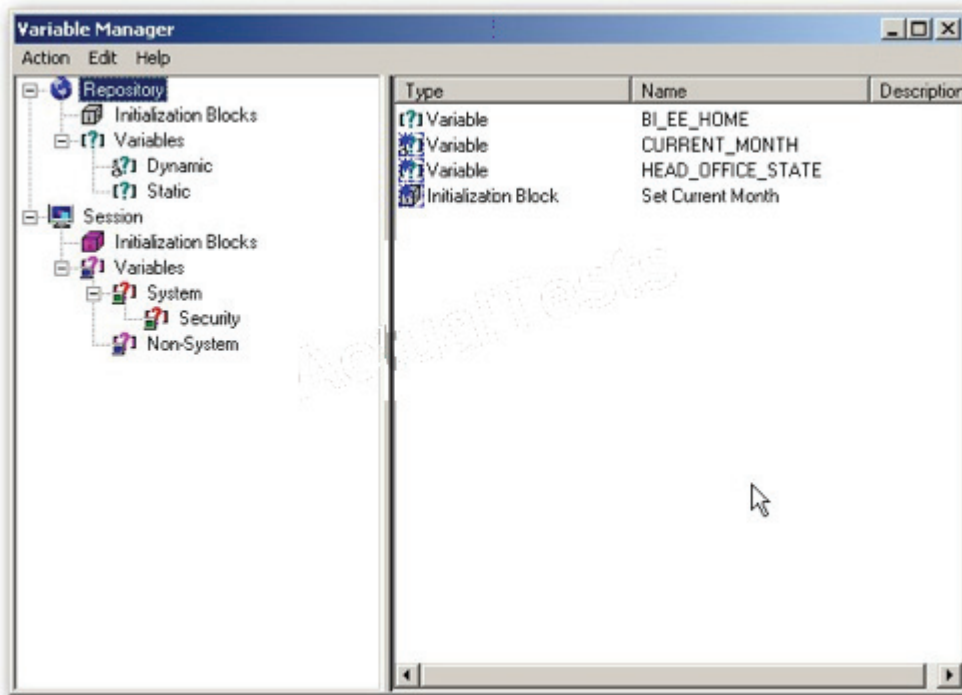 Variable Manager
Action Edit Help
Repository
Initialization Blocks
Variables
Dynamic
Static
Session
Initialization Blocks
Variables
System
Security
Non-System
Type Name Description
Variable BI_EE_HOME
Variable CURRENT_MONTH
Variable HEAD_OFFICE_STATE
Initialization Block Set Current Month
ActualTests